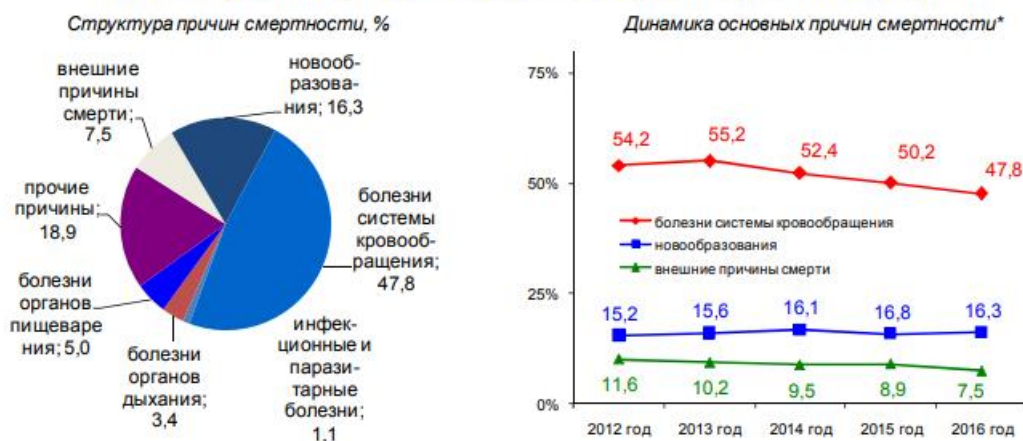 Структура причин смертности, %
внешние
причины
смерти;
7,5
новооб-
разова-
ния; 16,3
прочие
причины;
18,9
болезни
системы
кровооб-
ращения;
47,8
болезни
органов
пищеваре
ния; 5,0
болезни
органов
дыхания;
3,4
инфек-
ционные и
парази-
тарные
болезни;
1,1
Динамика основных причин смертности*
75%
50%
25%
0%
54,2 55,2 52,4 50,2 47,8
болезни системы кровообращения
новообразования
внешние причины смерти
15,2 15,6 16,1 16,8 16,3
11,6 10,2 9,5 8,9 7,5
2012 год 2013 год 2014 год 2015 год 2016 год